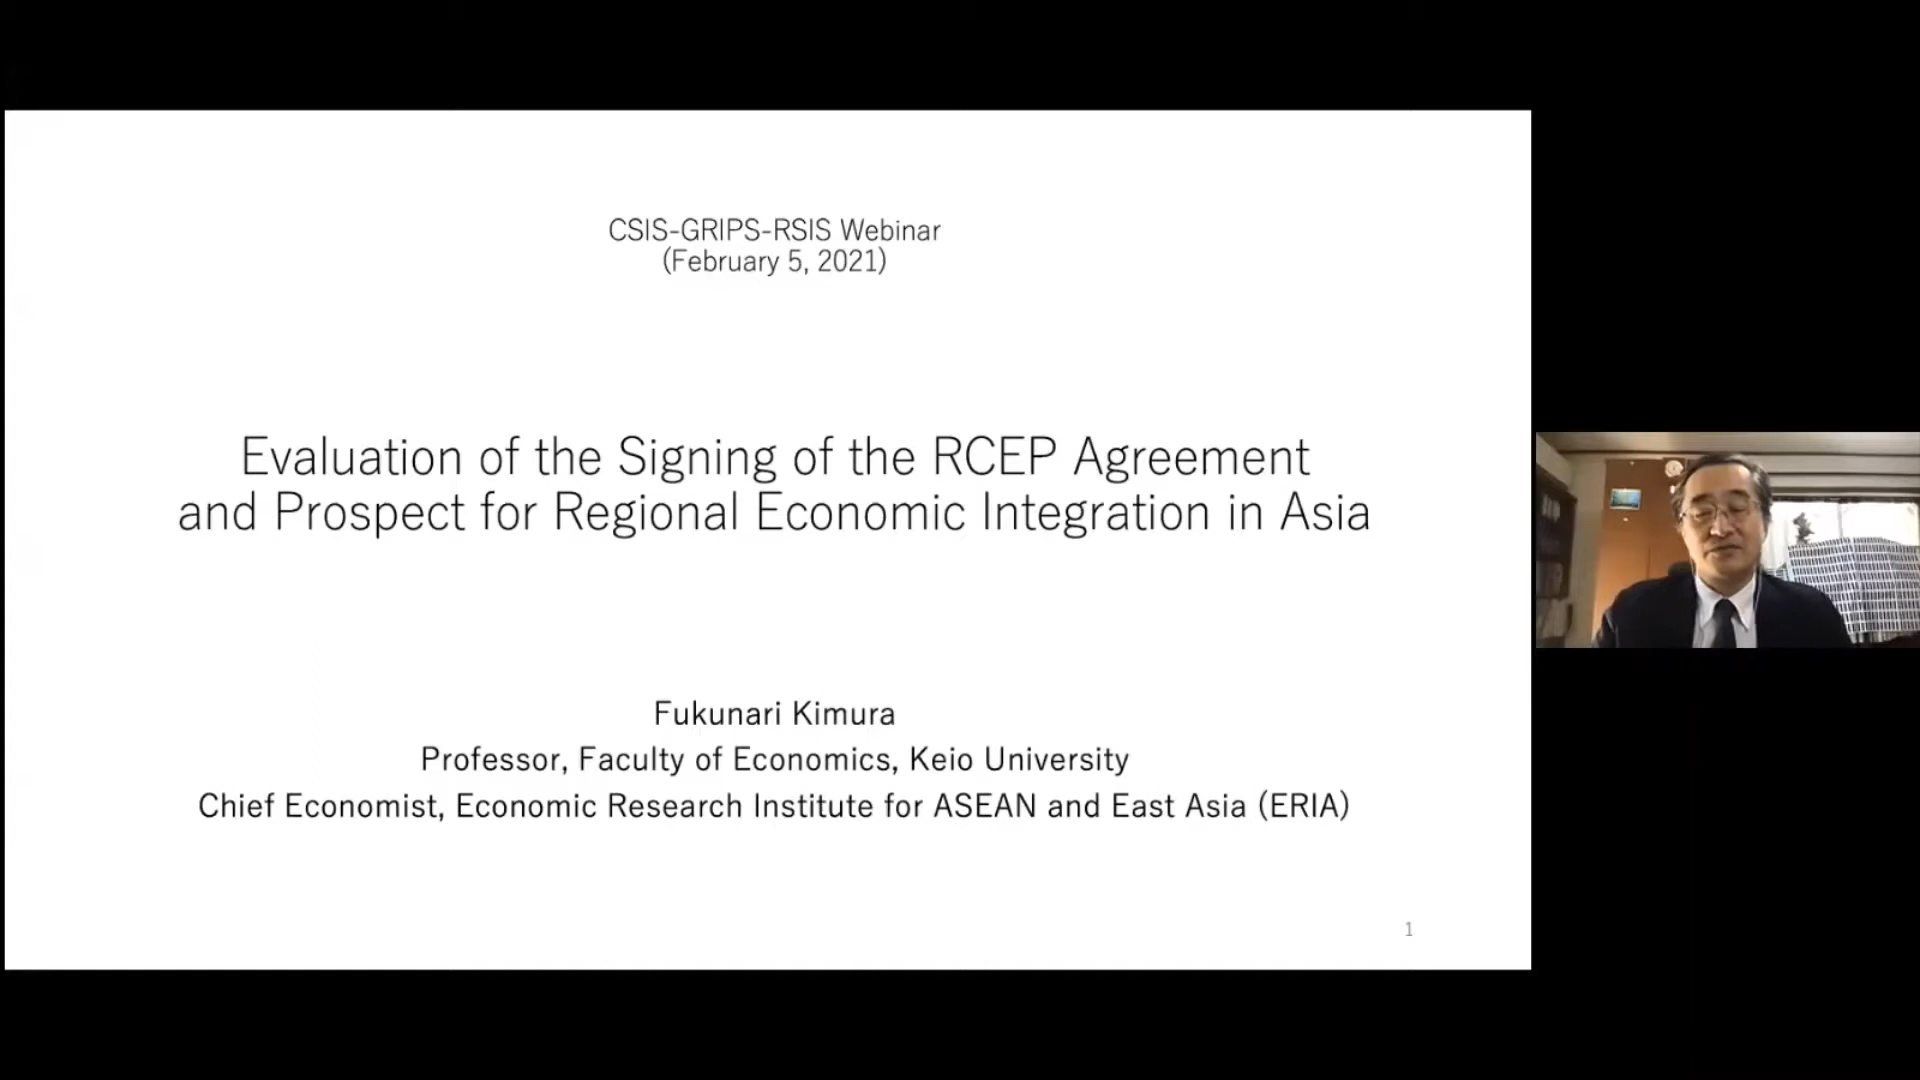 CSIS-GRIPS-RSIS Webinar
(February 5, 2021)
Evaluation of the Signing of the RCEP Agreement
and Prospect for Regional Economic Integration in Asia
Fukunari Kimura
Professor, Faculty of Economics, Keio University
Chief Economist, Economic Research Institute for ASEAN and East Asia (ERIA)
1